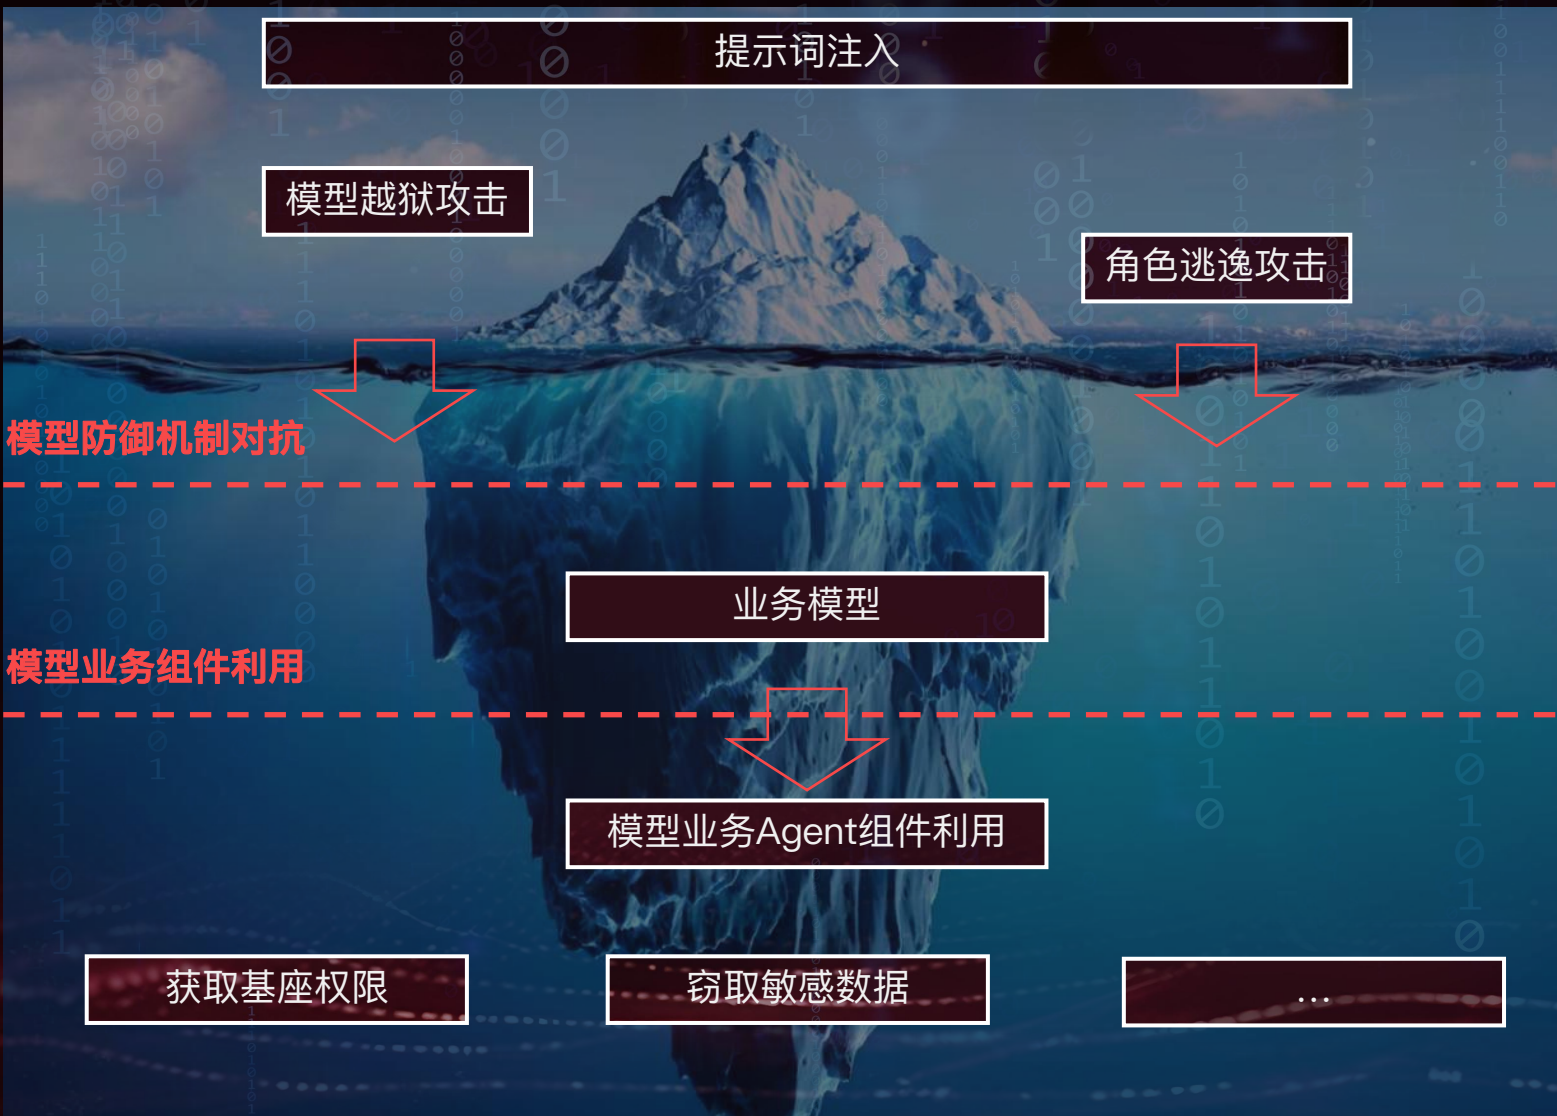 提示词注入
模型越狱攻击
角色逃逸攻击
模型防御机制对抗
业务模型
模型业务组件利用
模型业务Agent组件利用
获取基座权限
窃取敏感数据
...